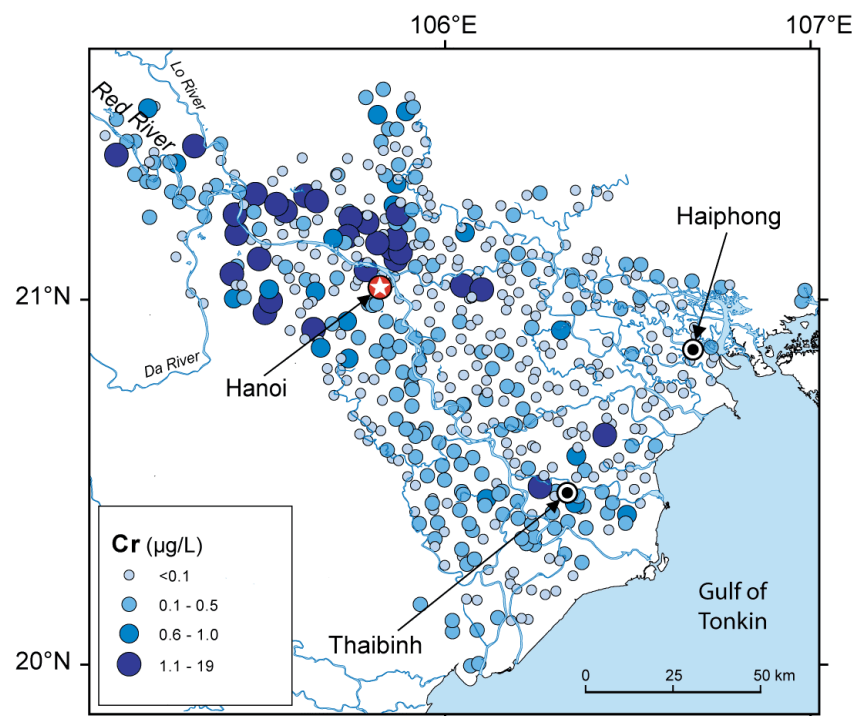 106°E
107°E
Lo River
Red River
Haiphong
21°N
Da River
Hanoi
Cr (µg/L)
<0.1
0.1 - 0.5
0.6 - 1.0
1.1 - 19
Gulf of
Tonkin
Thaibinh
20°N
0
25
50 km